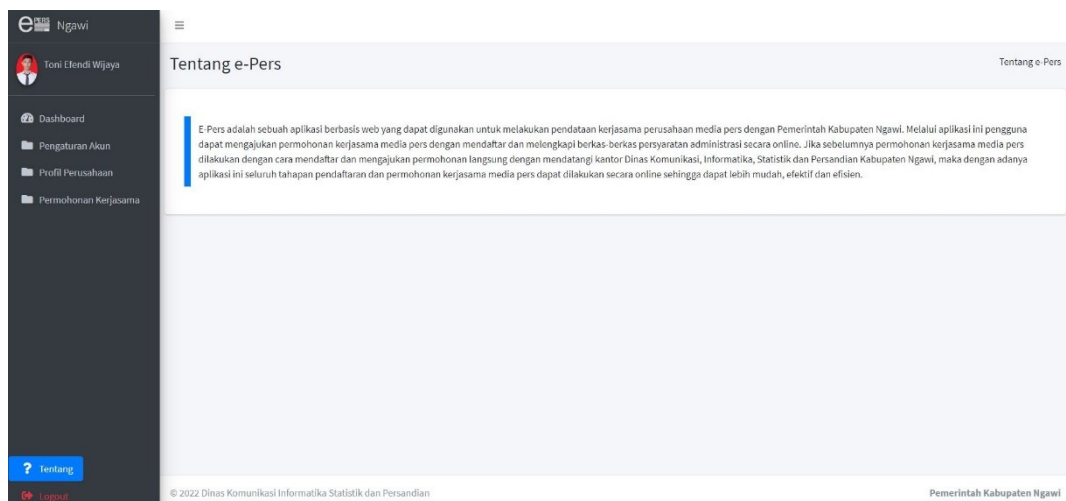 ePERS Ngawi
Toni Efendi Wijaya
Dashboard
Pengaturan Akun
Profil Perusahaan
Permohonan Kerjasama
? Tentang
Logout
Tentang e-Pers
Tentang e-Pers
E-Pers adalah sebuah aplikasi berbasis web yang dapat digunakan untuk melakukan pendataan kerjasama perusahaan media pers dengan Pemerintah Kabupaten Ngawi. Melalui aplikasi ini pengguna
dapat mengajukan permohonan kerjasama media pers dengan mendaftar dan melengkapi berkas-berkas persyaratan administrasi secara online. Jika sebelumnya permohonan kerjasama media pers
dilakukan dengan cara mendaftar dan mengajukan permohonan langsung dengan mendatangi kantor Dinas Komunikasi, Informatika, Statistik dan Persandian Kabupaten Ngawi, maka dengan adanya
aplikasi ini seluruh tahapan pendaftaran dan permohonan kerjasama media pers dapat dilakukan secara online sehingga dapat lebih mudah, efektif dan efisien.
© 2022 Dinas Komunikasi Informatika Statistik dan Persandian
Pemerintah Kabupaten Ngawi